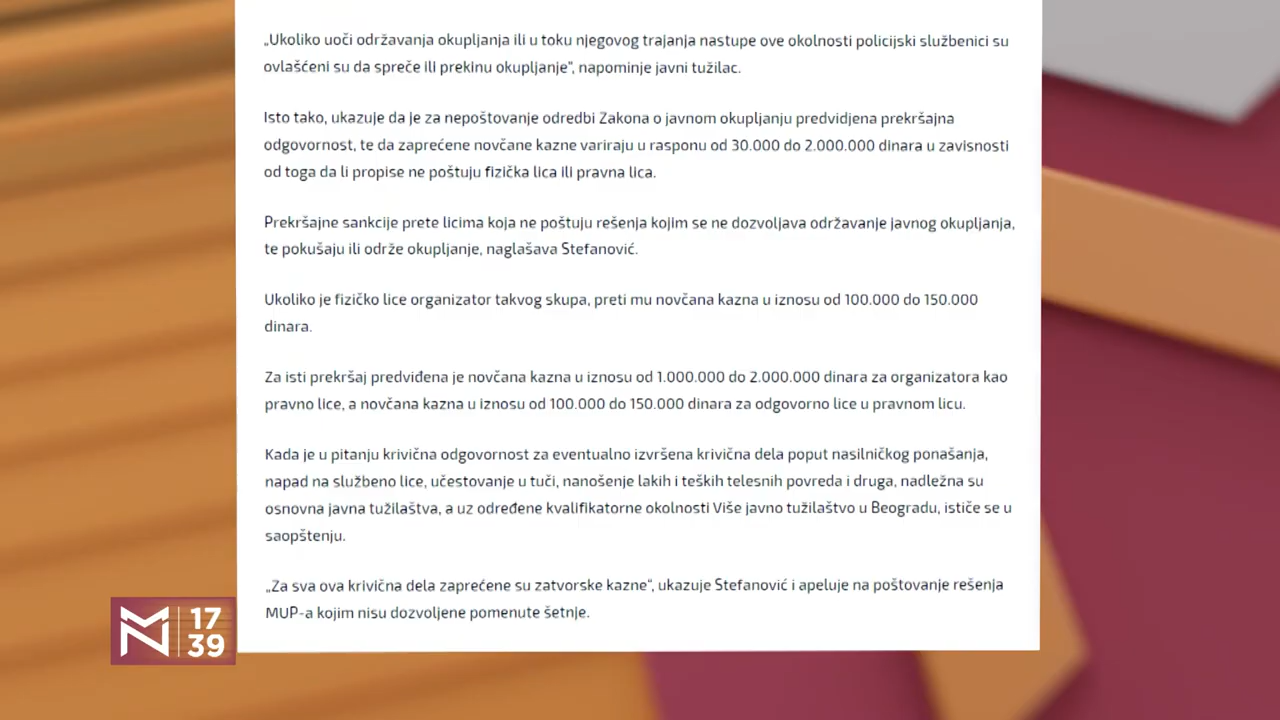 „Ukoliko uoči održavanja okupljanja ili u toku njegovog trajanja nastupe ove okolnosti policijski službenici su
ovlašćeni su da spreče ili prekinu okupljanje“, napominje javni tužilac.
Isto tako, ukazuje da je za nepoštovanje odredbi Zakona o javnom okupljanju predvidjena prekršajna
odgovornost, te da zaprećene novčane kazne variraju u rasponu od 30.000 do 2.000.000 dinara u zavisnosti
od toga da li propise ne poštuju fizička lica ili pravna lica.
Prekršajne sankcije prete licima koja ne poštuju rešenja kojim se ne dozvoljava održavanje javnog okupljanja,
te pokušaju ili održe okupljanje, naglašava Stefanović.
Ukoliko je fizičko lice organizator takvog skupa, preti mu novčana kazna u iznosu od 100.000 do 150.000
dinara.
Za isti prekršaj predviđena je novčana kazna u iznosu od 1.000.000 do 2.000.000 dinara za organizatora kao
pravno lice, a novčana kazna u iznosu od 100.000 do 150.000 dinara za odgovorno lice u pravnom licu.
Kada je u pitanju krivična odgovornost za eventualno izvršena krivična dela poput nasilničkog ponašanja,
napad na službeno lice, učestovanje u tuči, nanošenje lakih i teških telesnih povreda i druga, nadležna su
osnovna javna tužilaštva, a uz određene kvalifikatorne okolnosti Više javno tužilaštvo u Beogradu, ističe se u
saopštenju.
„Za sva ova krivična dela zaprećene su zatvorske kazne“, ukazuje Stefanović i apeluje na poštovanje rešenja
MUP-a kojim nisu dozvoljene pomenute šetnje.
17
39